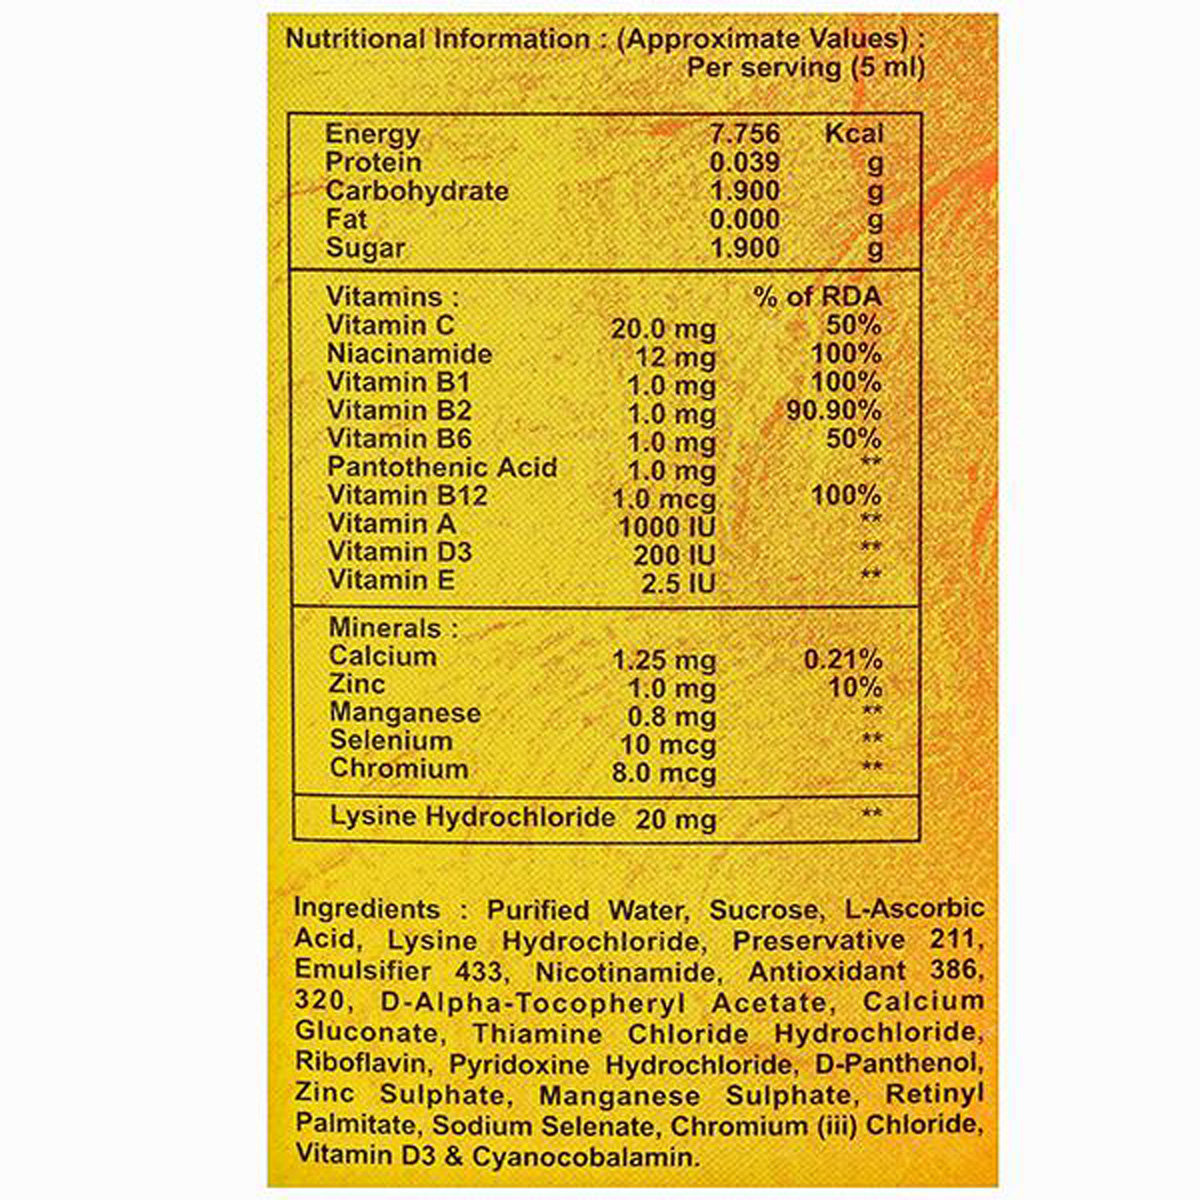 Nutritional Information : (Approximate Values) :
Per serving (5 ml)
Energy 7.756 Kcal
Protein 0.039 g
Carbohydrate 1.900 g
Fat 0.000 g
Sugar 1.900 g
Vitamins : % of RDA
Vitamin C 20.0 mg 50%
Niacinamide 12 mg 100%
Vitamin B1 1.0 mg 100%
Vitamin B2 1.0 mg 90.90%
Vitamin B6 1.0 mg 50%
Pantothenic Acid 1.0 mg **
Vitamin B12 1.0 mcg 100%
Vitamin A 1000 IU **
Vitamin D3 200 IU **
Vitamin E 2.5 IU **
Minerals :
Calcium 1.25 mg 0.21%
Zinc 1.0 mg 10%
Manganese 0.8 mg **
Selenium 10 mcg **
Chromium 8.0 mcg **
Lysine Hydrochloride 20 mg **
Ingredients : Purified Water, Sucrose, L-Ascorbic
Acid, Lysine Hydrochloride, Preservative 211,
Emulsifier 433, Nicotinamide, Antioxidant 386,
320, D-Alpha-Tocopheryl Acetate, Calcium
Gluconate, Thiamine Chloride Hydrochloride,
Riboflavin, Pyridoxine Hydrochloride, D-Panthenol,
Zinc Sulphate, Manganese Sulphate, Retinyl
Palmitate, Sodium Selenate, Chromium (iii) Chloride,
Vitamin D3 & Cyanocobalamin.